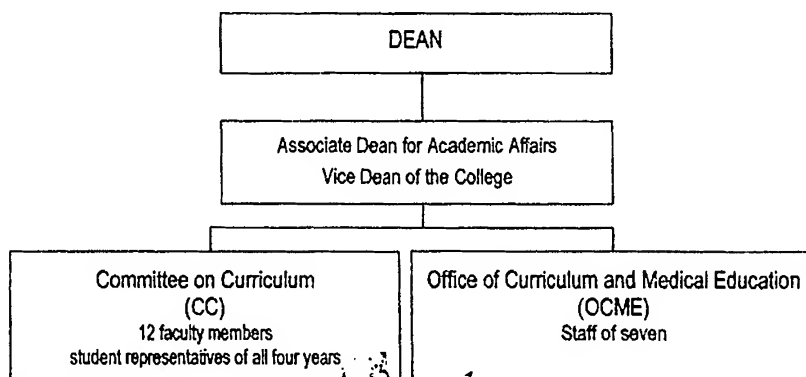 DEAN
Associate Dean for Academic Affairs
Vice Dean of the College
Committee on Curriculum
(CC)
12 faculty members
student representatives of all four years
Office of Curriculum and Medical Education
(OCME)
Staff of seven